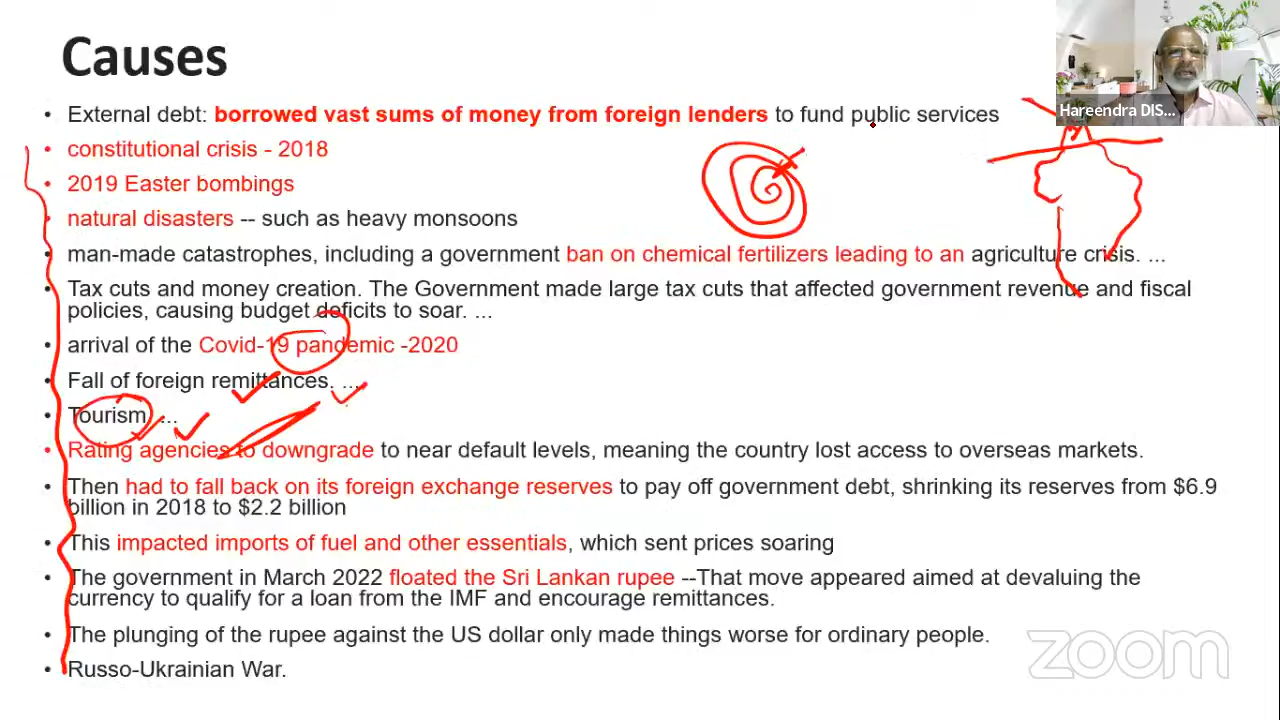 Causes
Hareendra DIS...
• External debt: borrowed vast sums of money from foreign lenders to fund public services
• constitutional crisis - 2018
• 2019 Easter bombings
• natural disasters -- such as heavy monsoons
• man-made catastrophes, including a government ban on chemical fertilizers leading to an agriculture crisis. ...
• Tax cuts and money creation. The Government made large tax cuts that affected government revenue and fiscal
policies, causing budget deficits to soar. ...
• arrival of the Covid-19 pandemic -2020
• Fall of foreign remittances. ...
• Tourism. ...
• Rating agencies to downgrade to near default levels, meaning the country lost access to overseas markets.
• Then had to fall back on its foreign exchange reserves to pay off government debt, shrinking its reserves from $6.9
billion in 2018 to $2.2 billion
• This impacted imports of fuel and other essentials, which sent prices soaring
• The government in March 2022 floated the Sri Lankan rupee --That move appeared aimed at devaluing the
currency to qualify for a loan from the IMF and encourage remittances.
• The plunging of the rupee against the US dollar only made things worse for ordinary people.
• Russo-Ukrainian War.
zoom